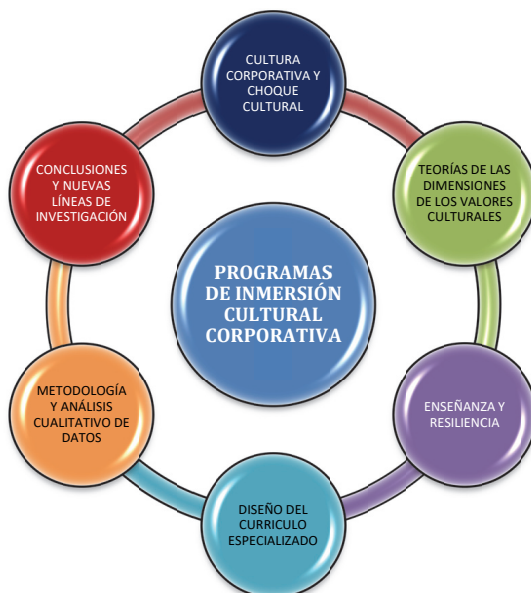 CULTURA
CORPORATIVA Y
CHOQUE
CULTURAL
TEORÍAS DE LAS
DIMENSIONES
DE LOS VALORES
CULTURALES
ENSEÑANZA Y
RESILIENCIA
DISEÑO DEL
CURRICULO
ESPECIALIZADO
METODOLOGÍA
Y ANÁLISIS
CUALITATIVO DE
DATOS
CONCLUSIONES
Y NUEVAS
LÍNEAS DE
INVESTIGACIÓN
PROGRAMAS
DE INMERSIÓN
CULTURAL
CORPORATIVA